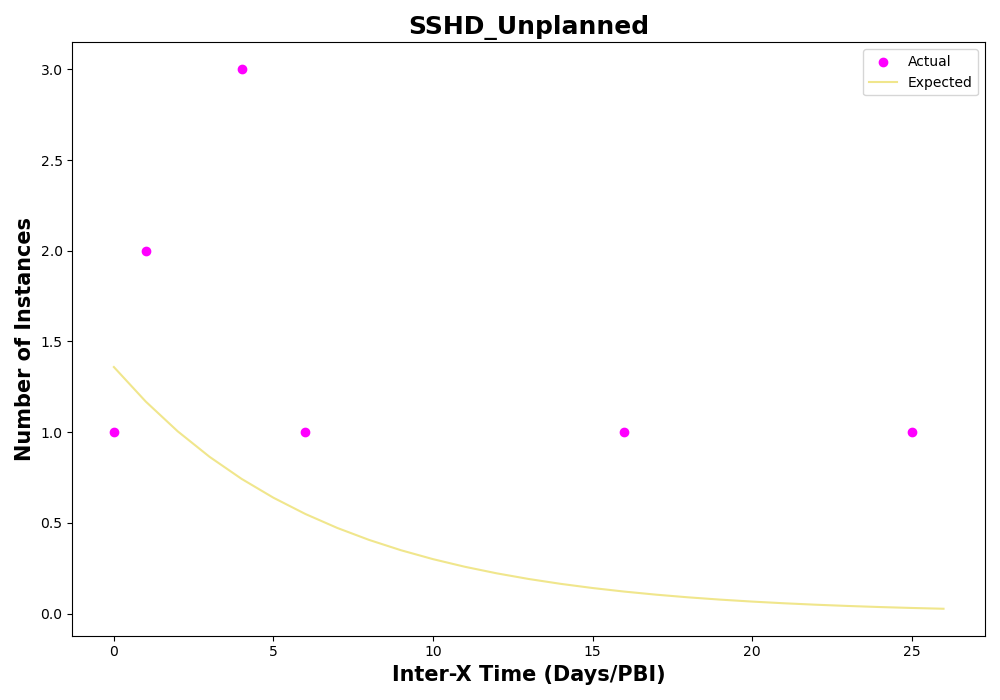 SSHD_Unplanned
Actual
Expected
Number of Instances
3.0
2.5
2.0
1.5
1.0
0.5
0.0
0 5 10 15 20 25
Inter-X Time (Days/PBI)